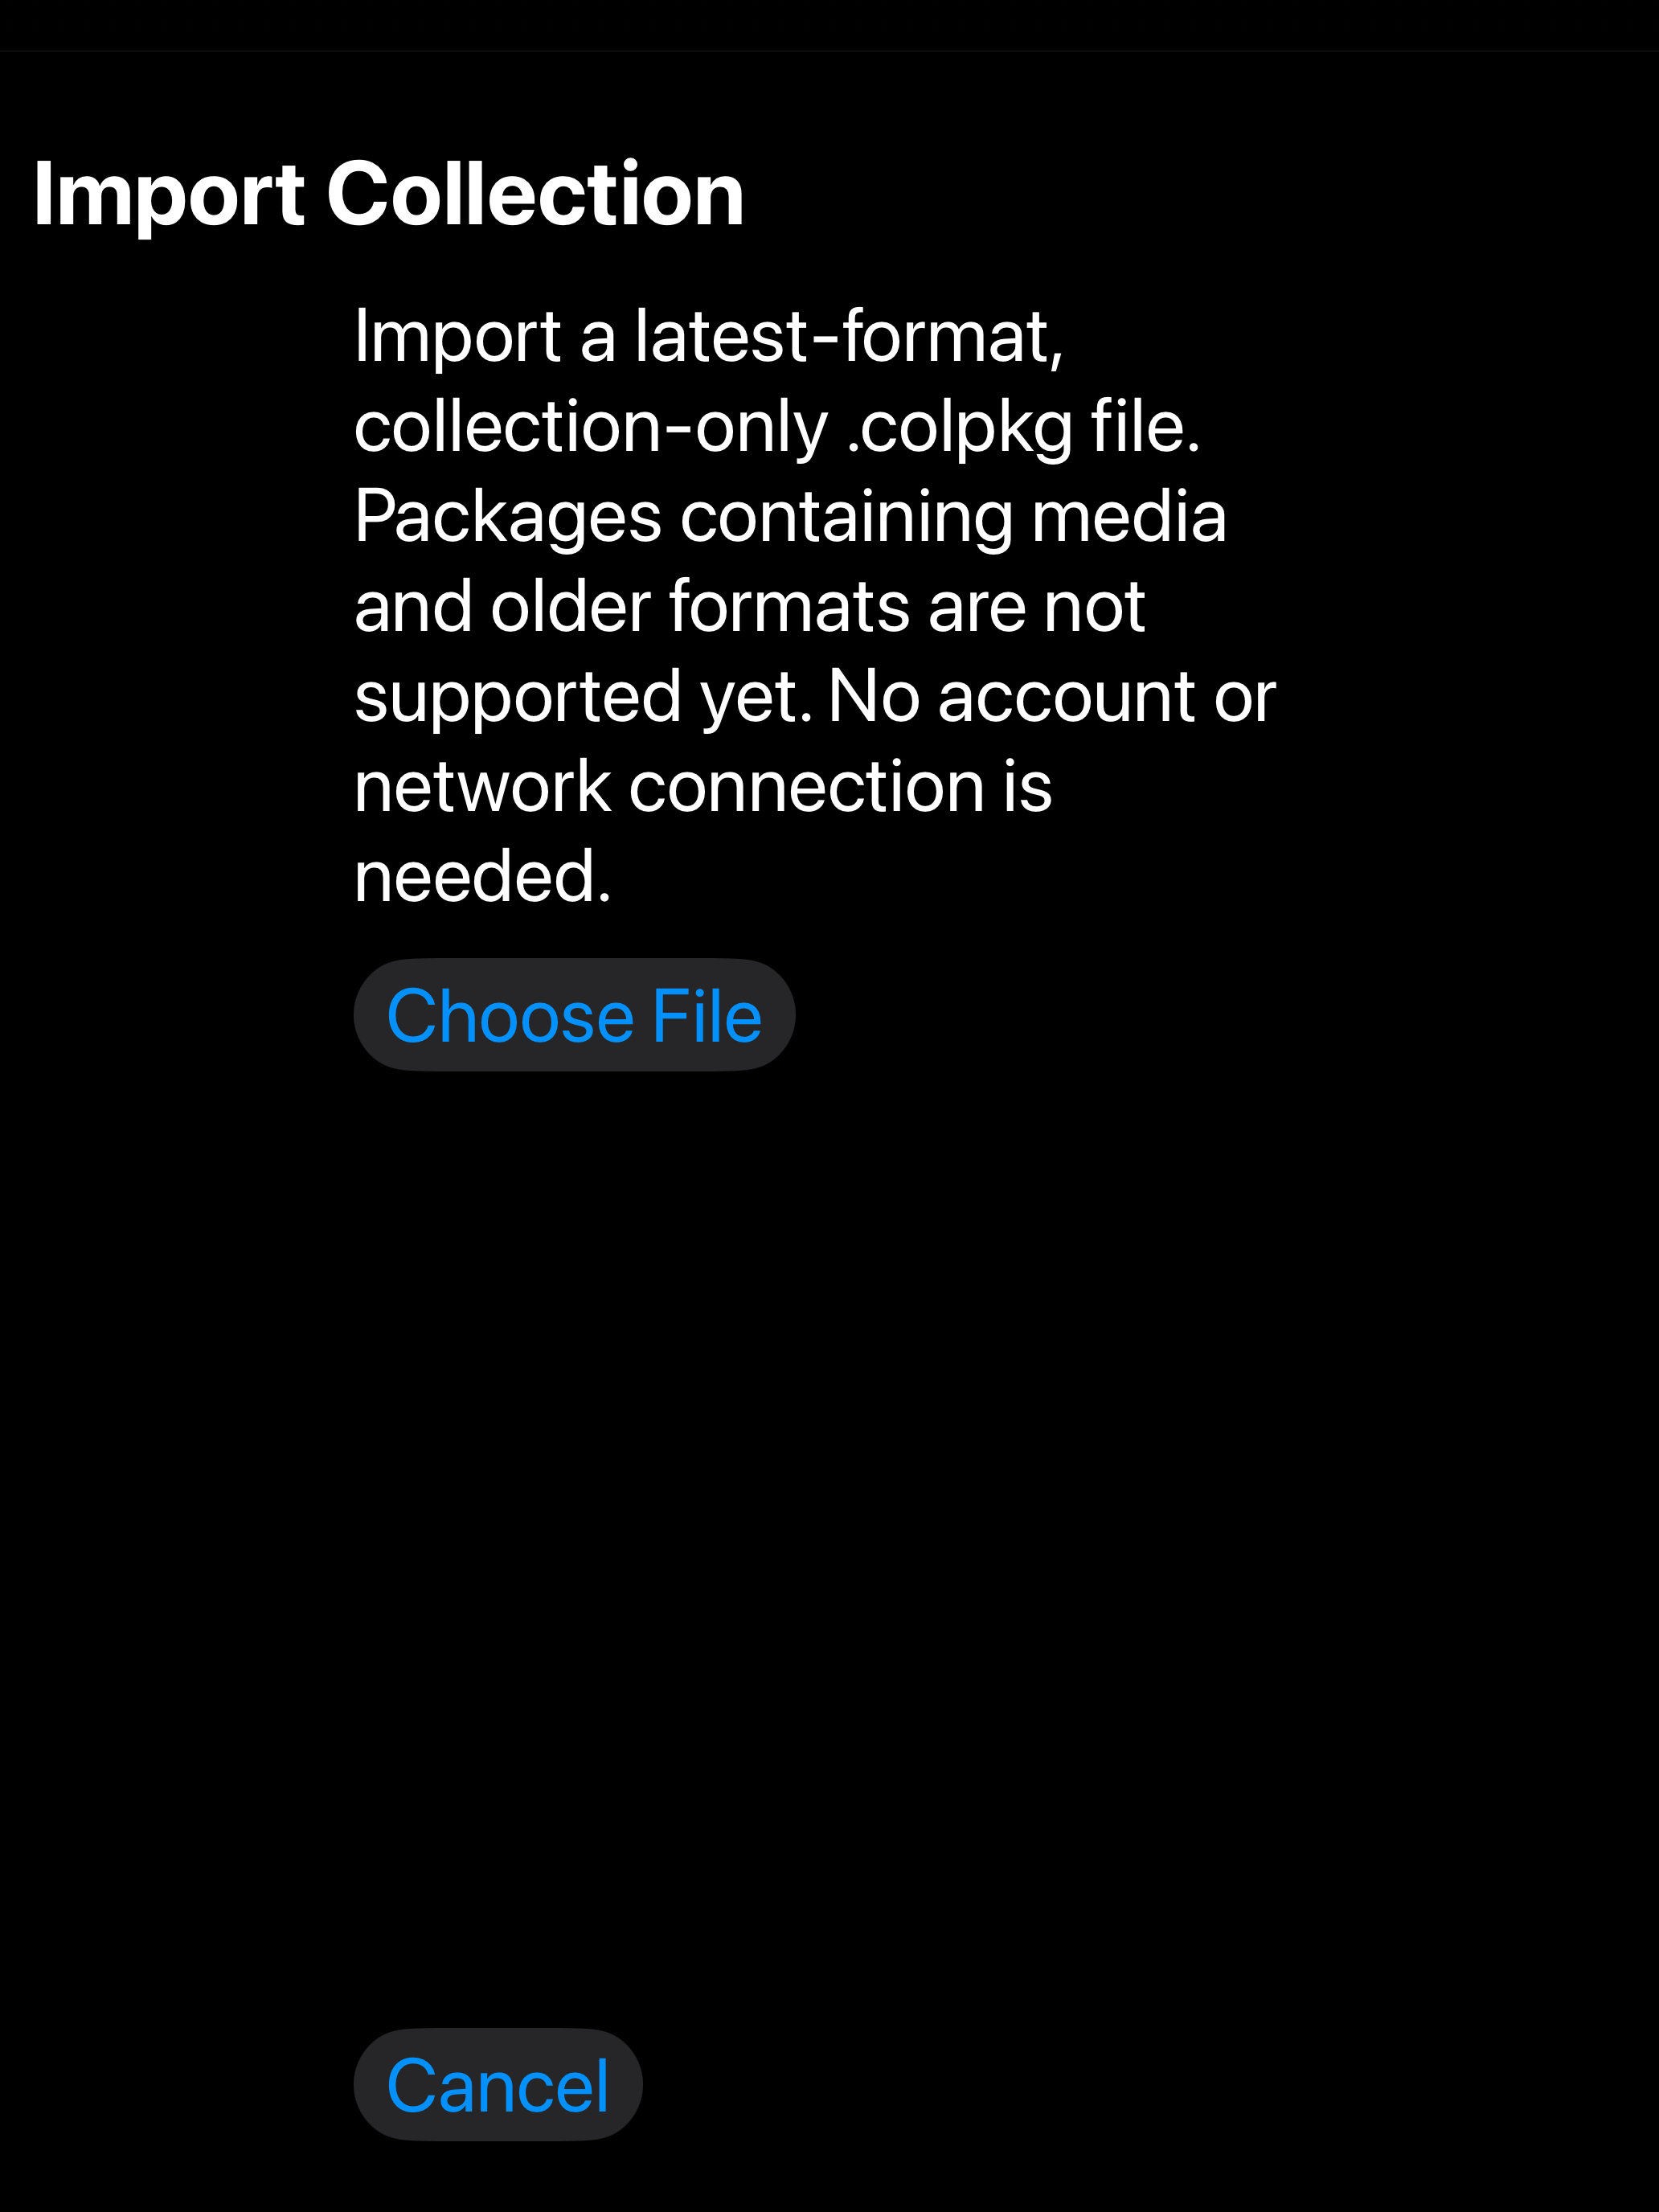 Import Collection
Import a latest-format,
collection-only .colpkg file.
Packages containing media
and older formats are not
supported yet. No account or
network connection is
needed.
Choose File
Cancel